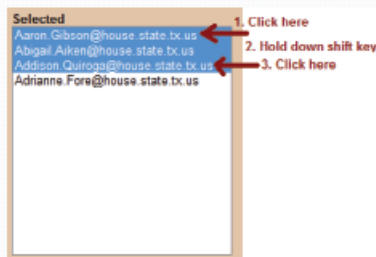 Selected
1. Click here
Aaron.Gibson@house.state.tx.us
2. Hold down shift key
Abigail.Aiken@house.state.tx.us
3. Click here
Addison.Quiroga@house.state.tx.us
Adrianne.Fore@house.state.tx.us